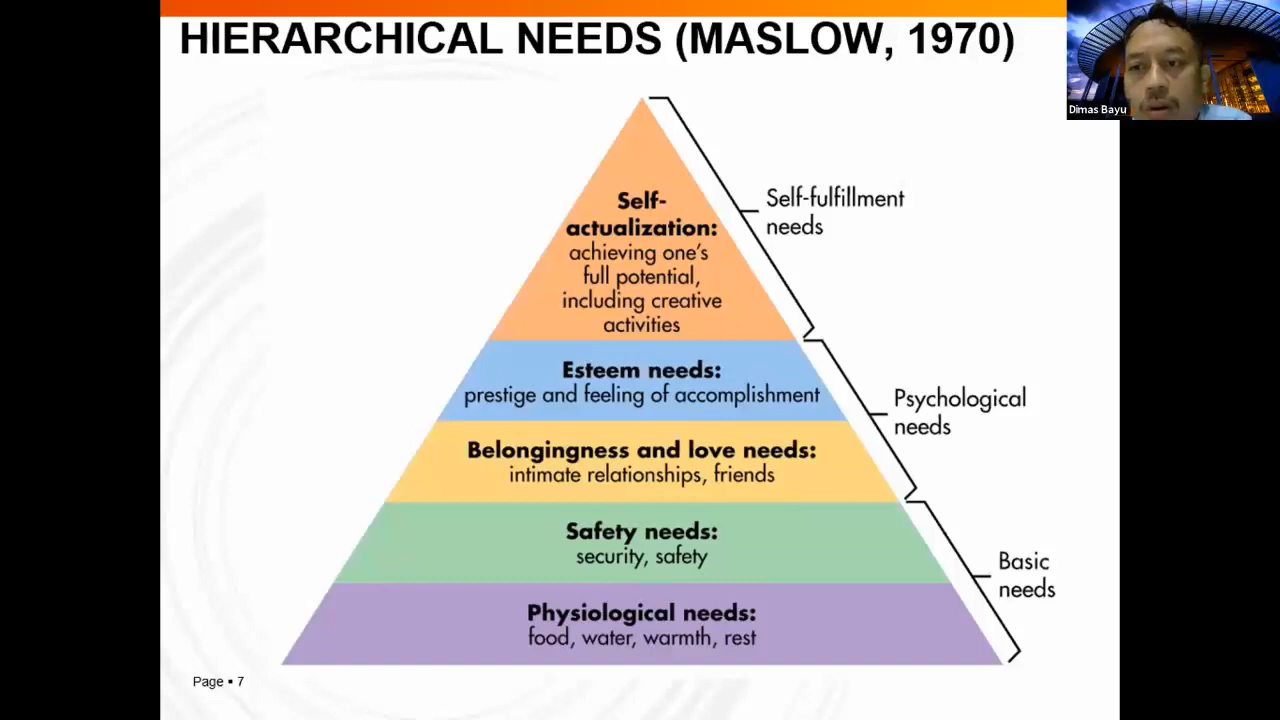 HIERARCHICAL NEEDS (MASLOW, 1970)
Dimas Bayu
Self-
actualization:
achieving one's
full potential,
including creative
activities
Self-fulfillment
needs
Esteem needs:
prestige and feeling of accomplishment
Psychological
needs
Belongingness and love needs:
intimate relationships, friends
Safety needs:
security, safety
Basic
needs
Physiological needs:
food, water, warmth, rest
Page ▪ 7